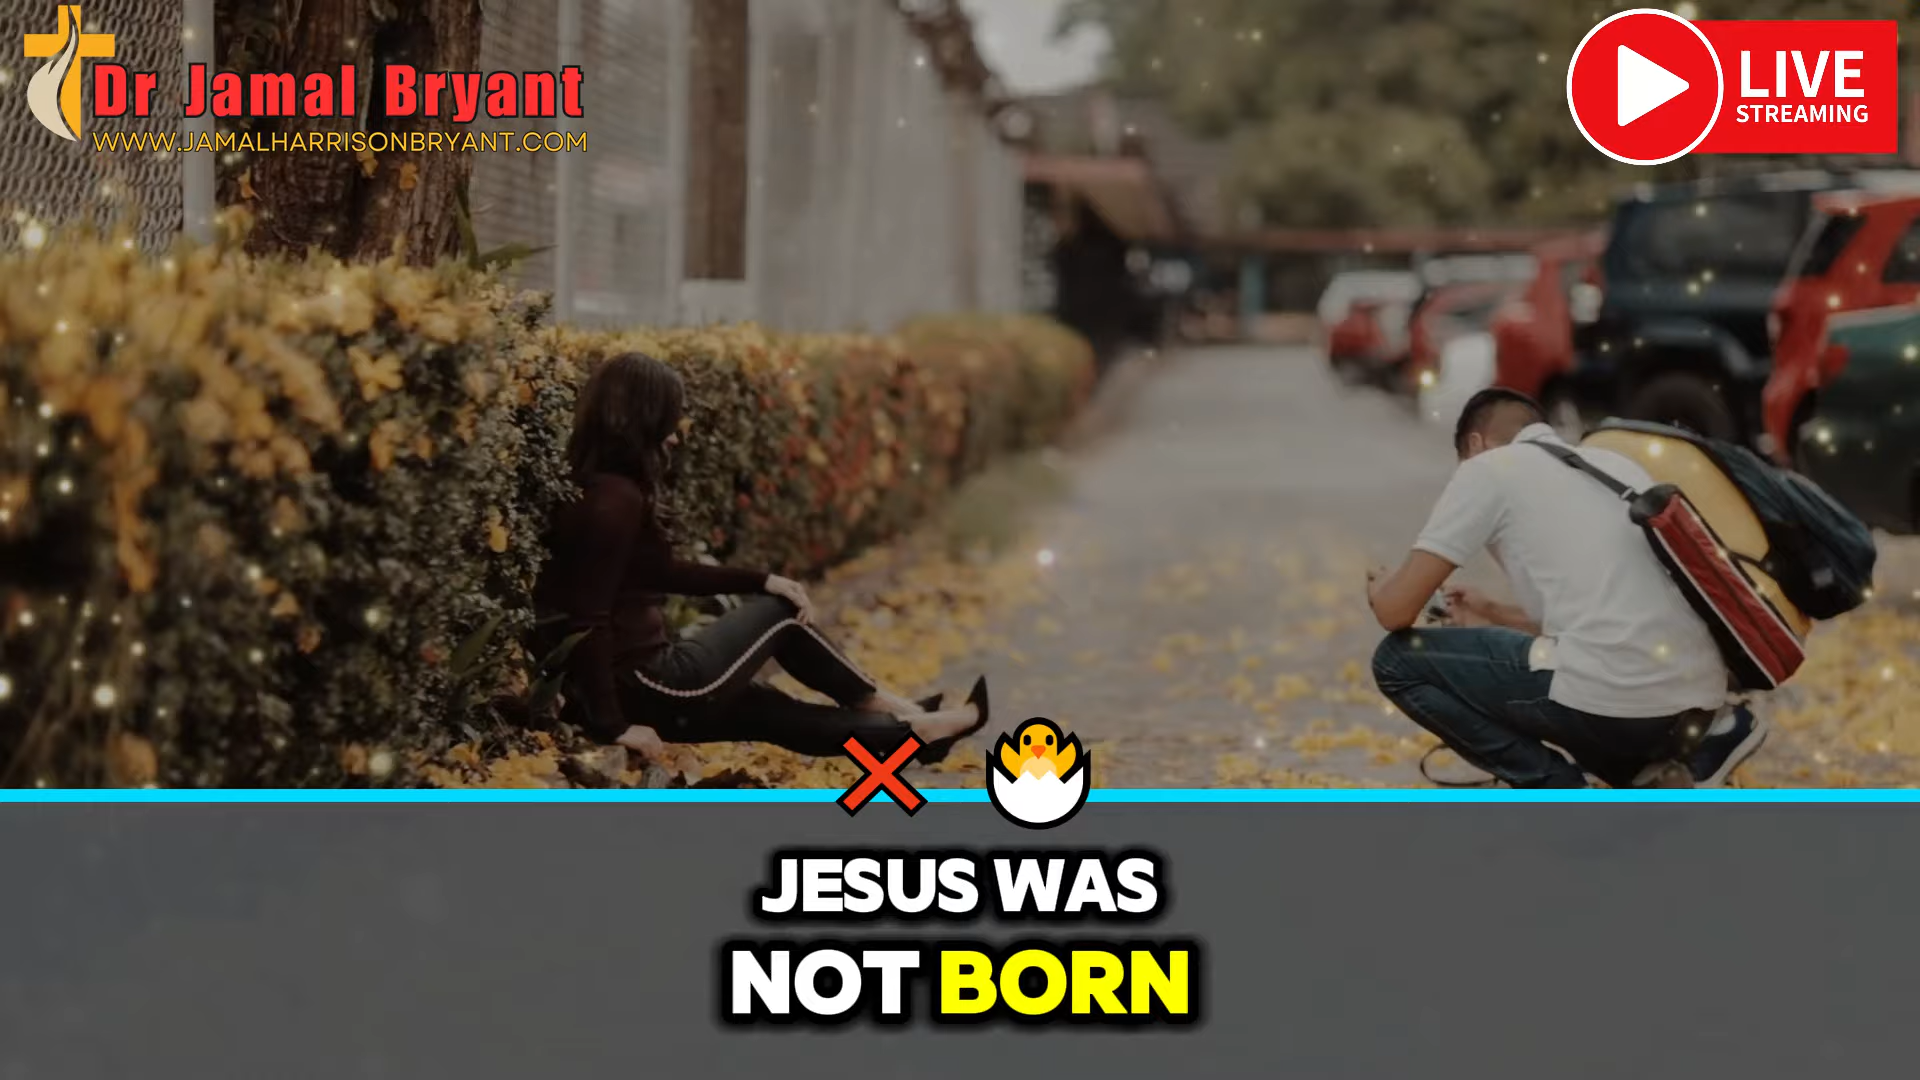 Dr Jamal Bryant
WWW.JAMALHARRISONBRYANT.COM
LIVE
STREAMING
JESUS WAS
NOT BORN